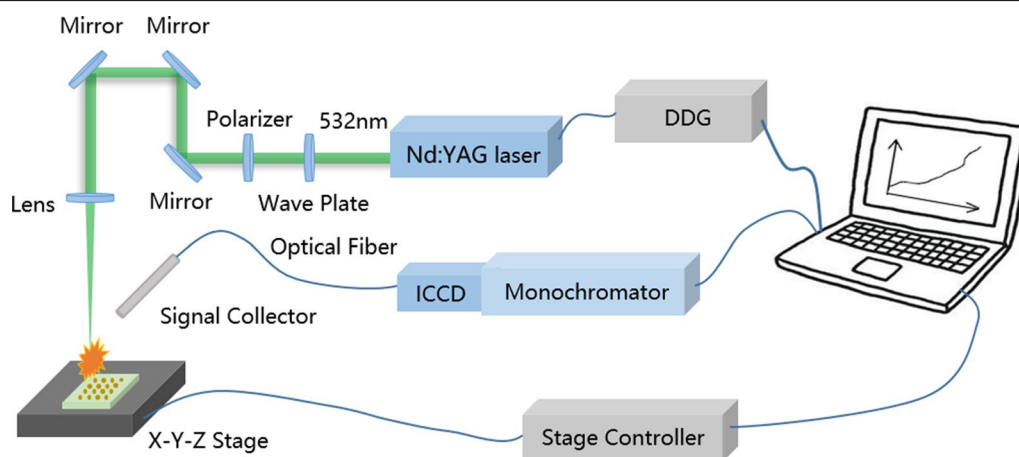 Mirror
Mirror
DDG
Polarizer
532nm
Nd:YAG laser
Lens
Mirror
Wave Plate
Optical Fiber
ICCD
Monochromator
Signal Collector
X-Y-Z Stage
Stage Controller